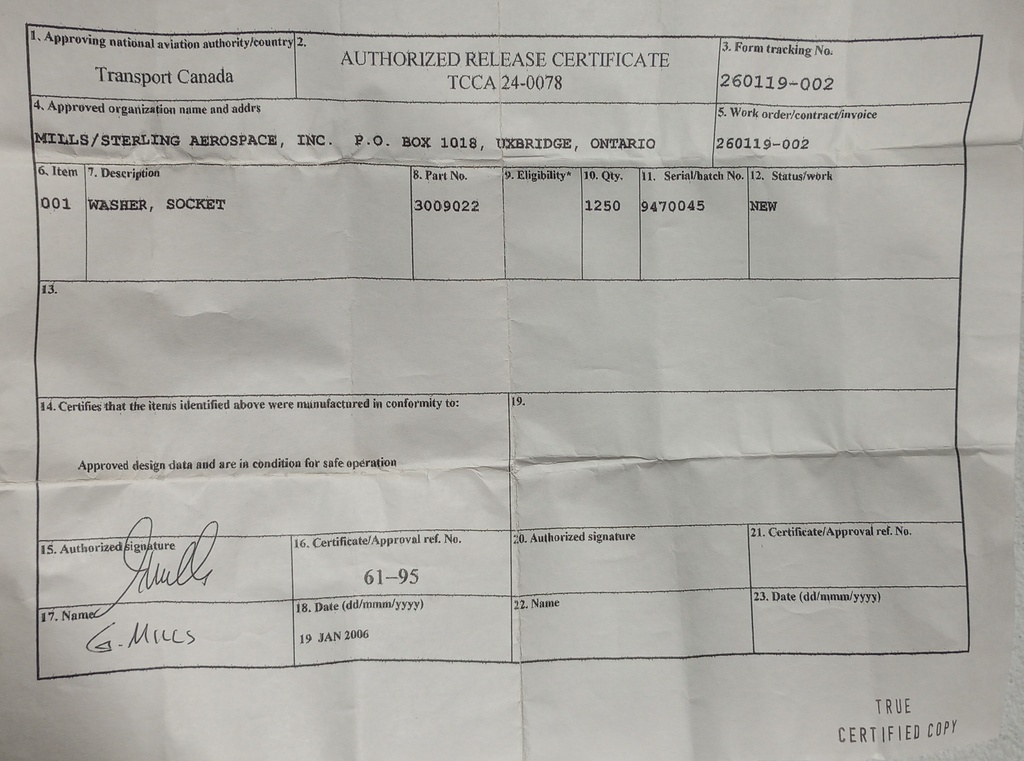 1. Approving national aviation authority/country
Transport Canada
2.
AUTHORIZED RELEASE CERTIFICATE
TCCA 24-0078
3. Form tracking No.
260119-002
4. Approved organization name and addrs
MILLS/STERLING AEROSPACE, INC. P.O. BOX 1018, UXBRIDGE, ONTARIO
5. Work order/contract/invoice
260119-002
6. Item 7. Description 8. Part No. 9. Eligibility* 10. Qty. 11. Serial/batch No. 12. Status/work
001 WASHER, SOCKET 3009022 1250 9470045 NEW
13.
14. Certifies that the items identified above were manufactured in conformity to:
Approved design data and are in condition for safe operation
19.
15. Authorized signature
16. Certificate/Approval ref. No.
61-95
20. Authorized signature
21. Certificate/Approval ref. No.
17. Name
G. MILLS
18. Date (dd/mmm/yyyy)
19 JAN 2006
22. Name
23. Date (dd/mmm/yyyy)
TRUE
CERTIFIED COPY